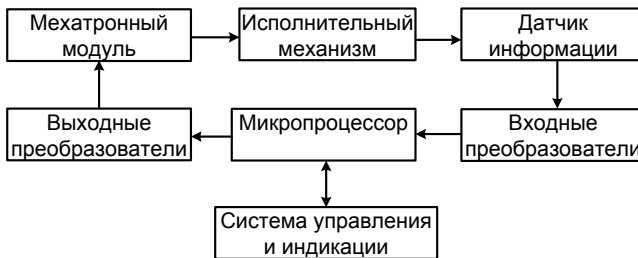 Мехатронный
модуль
Исполнительный
механизм
Датчик
информации
Выходные
преобразователи
Микропроцессор
Входные
преобразователи
Система управления
и индикации